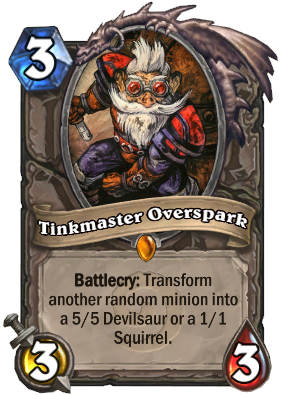 3
Tinkmaster Overspark
Battlecry: Transform
another random minion into
a 5/5 Devilsaur or a 1/1
Squirrel.
3
3